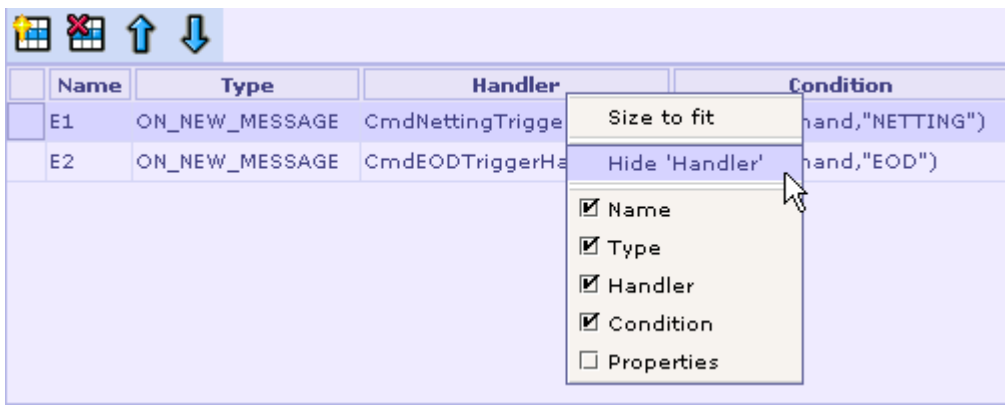 Name Type Handler Condition
E1 ON_NEW_MESSAGE CmdNettingTrigge hand,"NETTING")
E2 ON_NEW_MESSAGE CmdEODTriggerHa hand,"EOD")
Size to fit
Hide 'Handler'
Name
Type
Handler
Condition
Properties